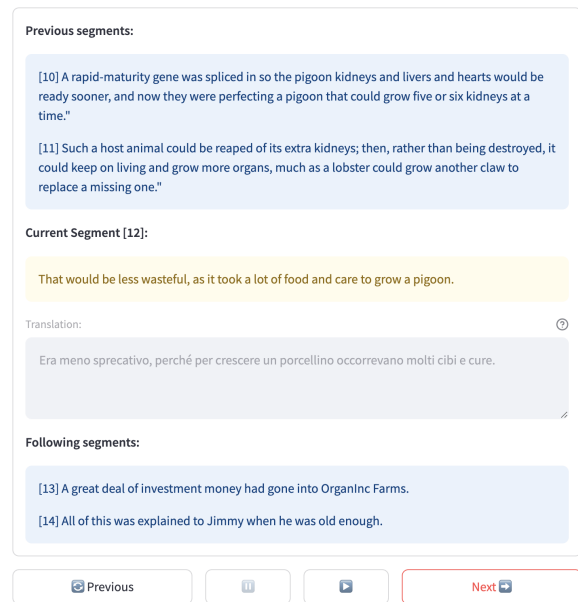 Previous segments:
[10] A rapid-maturity gene was spliced in so the pigoon kidneys and livers and hearts would be
ready sooner, and now they were perfecting a pigoon that could grow five or six kidneys at a
time."
[11] Such a host animal could be reaped of its extra kidneys; then, rather than being destroyed, it
could keep on living and grow more organs, much as a lobster could grow another claw to
replace a missing one."
Current Segment [12]:
That would be less wasteful, as it took a lot of food and care to grow a pigoon.
Translation:
Era meno sprecativo, perché per crescere un porcellino occorrevano molti cibi e cure.
Following segments:
[13] A great deal of investment money had gone into OrganInc Farms.
[14] All of this was explained to Jimmy when he was old enough.
Previous
Next